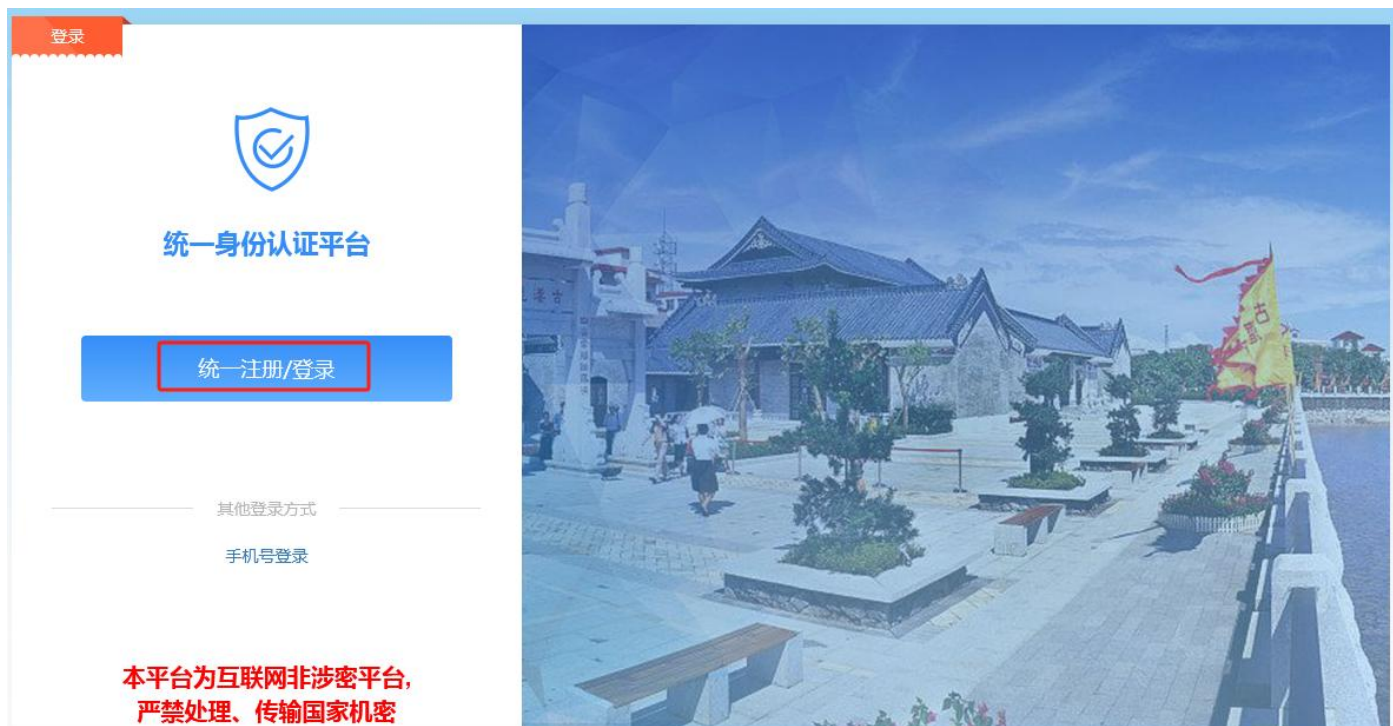 登录
统一身份认证平台
统一注册/登录
其他登录方式
手机号登录
本平台为互联网非涉密平台,
严禁处理、传输国家机密